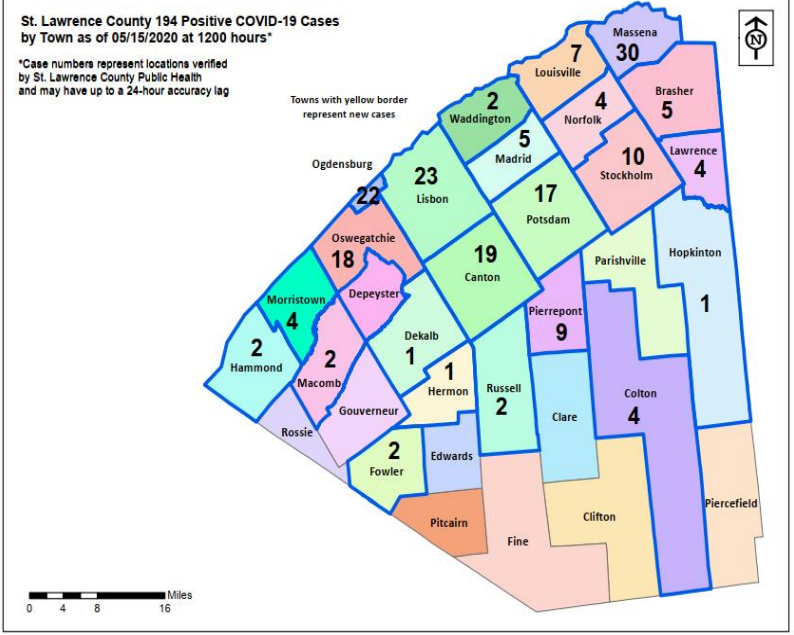 St. Lawrence County 194 Positive COVID-19 Cases
by Town as of 05/15/2020 at 1200 hours*
*Case numbers represent locations verified
by St. Lawrence County Public Health
and may have up to a 24-hour accuracy lag
Towns with yellow border
represent new cases
N
Massena
30
7
Louisville
2
Waddington
4
Norfolk
Brasher
5
5
Madrid
Lawrence
4
10
Stockholm
Ogdensburg
22
23
Lisbon
17
Potsdam
Oswegatchie
18
19
Canton
Parishville
Hopkinton
1
Morristown
4
Depeyster
Pierrepont
9
2
Hammond
2
Macomb
Dekalb
1
1
Hermon
Russell
2
Colton
4
Gouverneur
Clare
Rossie
2
Fowler
Edwards
Pitcairn
Fine
Clifton
Piercefield
Miles
0 4 8 16